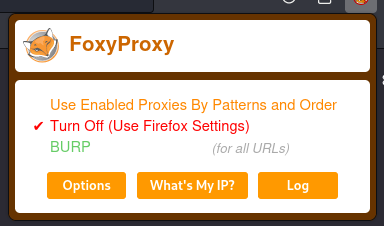 FoxyProxy
Use Enabled Proxies By Patterns and Order
✔ Turn Off (Use Firefox Settings)
BURP (for all URLs)
Options What's My IP? Log